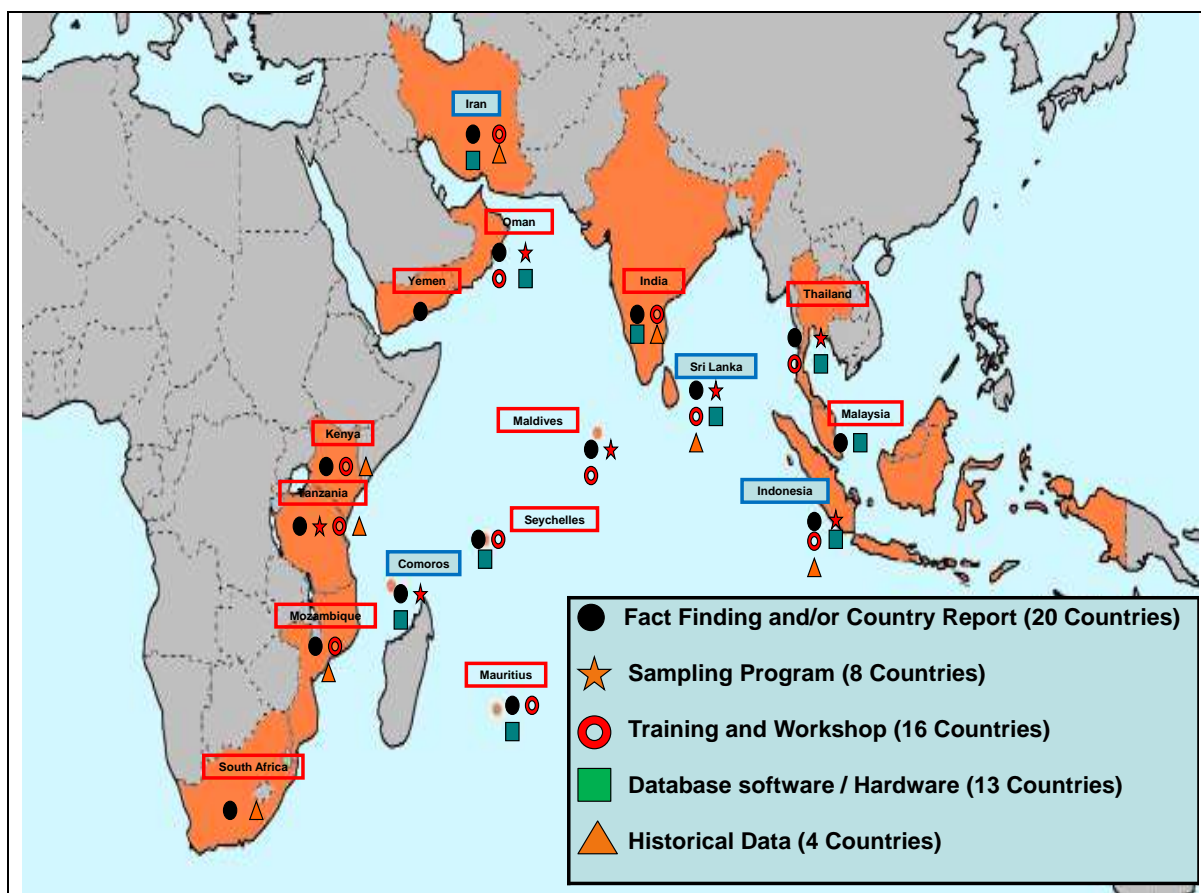 Iran
Oman
Yemen
India
Thailand
Sri Lanka
Maldives
Malaysia
Kenya
Tanzania
Indonesia
Seychelles
Comoros
Mozambique
Mauritius
South Africa
Fact Finding and/or Country Report (20 Countries)
Sampling Program (8 Countries)
Training and Workshop (16 Countries)
Database software / Hardware (13 Countries)
Historical Data (4 Countries)